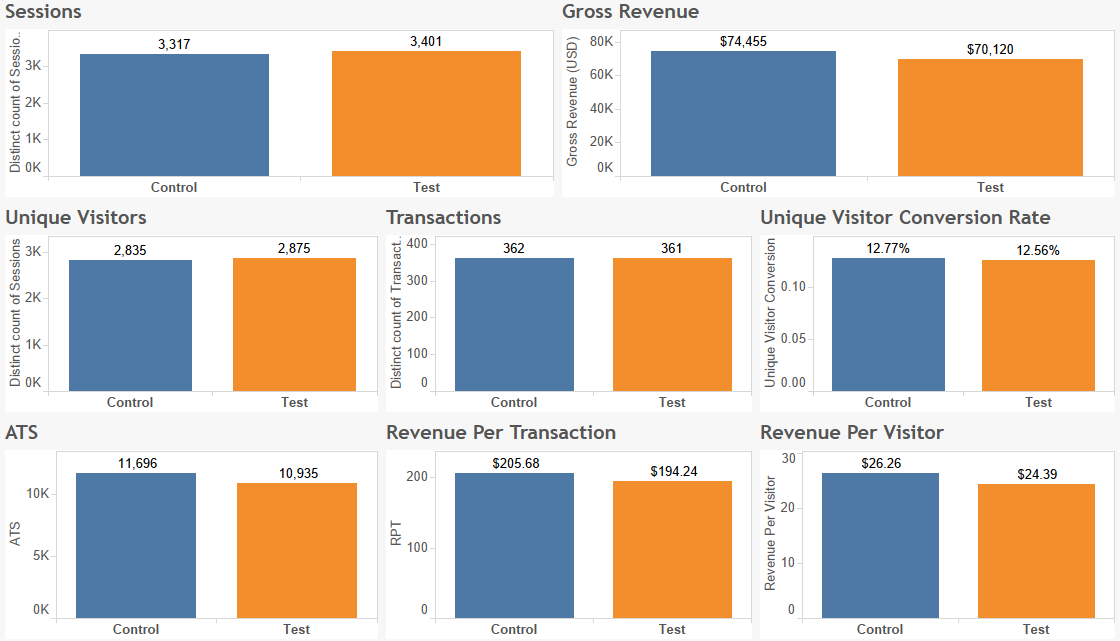 Sessions
Distinct count of Sessio..
3K
2K
1K
0K
3,317
3,401
Control
Test
Gross Revenue
Gross Revenue (USD)
80K
60K
40K
20K
0K
$74,455
$70,120
Control
Test
Unique Visitors
Distinct count of Sessions
3K
2K
1K
0K
2,835
2,875
Control
Test
Transactions
Distinct count of Transact..
400
300
200
100
0
362
361
Control
Test
Unique Visitor Conversion Rate
Unique Visitor Conversion
0.10
0.05
0.00
12.77%
12.56%
Control
Test
ATS
ATS
10K
5K
0K
11,696
10,935
Control
Test
Revenue Per Transaction
RPT
200
100
0
$205.68
$194.24
Control
Test
Revenue Per Visitor
Revenue Per Visitor
30
20
10
0
$26.26
$24.39
Control
Test